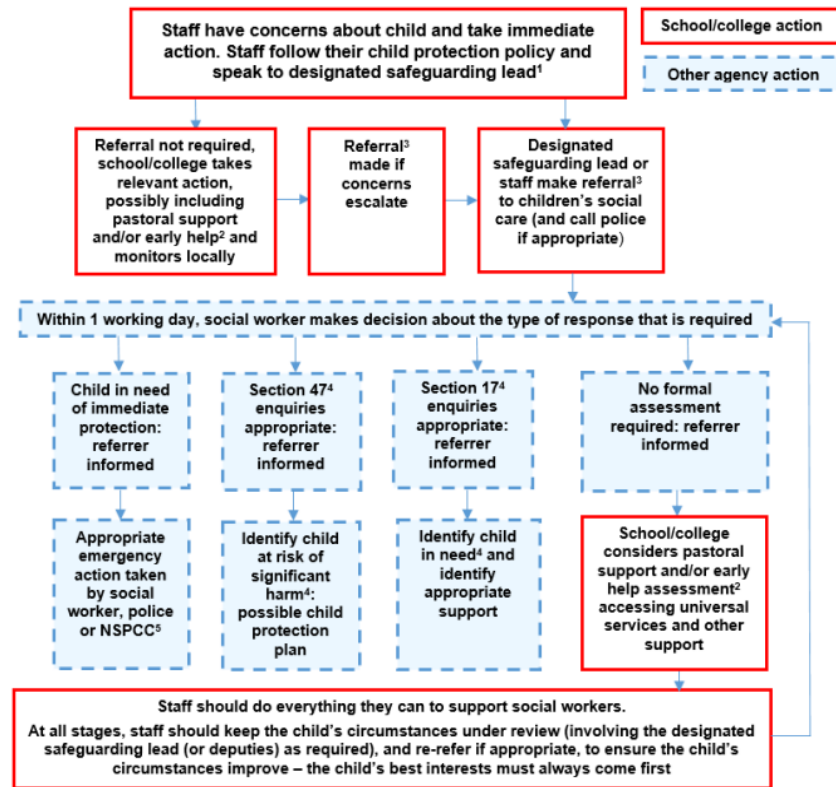 Staff have concerns about child and take immediate
action. Staff follow their child protection policy and
speak to designated safeguarding lead¹
School/college action
Other agency action
Referral not required,
school/college takes
relevant action,
possibly including
pastoral support
and/or early help² and
monitors locally
Referral³
made if
concerns
escalate
Designated
safeguarding lead or
staff make referral³
to children’s social
care (and call police
if appropriate)
Within 1 working day, social worker makes decision about the type of response that is required
Child in need
of immediate
protection:
referrer
informed
Section 47⁴
enquiries
appropriate:
referrer
informed
Section 17⁴
enquiries
appropriate:
referrer
informed
No formal
assessment
required: referrer
informed
Appropriate
emergency
action taken
by social
worker, police
or NSPCC⁵
Identify child
at risk of
significant
harm⁴:
possible child
protection
plan
Identify child
in need⁴ and
identify
appropriate
support
School/college
considers pastoral
support and/or early
help assessment²
accessing universal
services and other
support
Staff should do everything they can to support social workers.
At all stages, staff should keep the child’s circumstances under review (involving the designated
safeguarding lead (or deputies) as required), and re-refer if appropriate, to ensure the child’s
circumstances improve – the child’s best interests must always come first